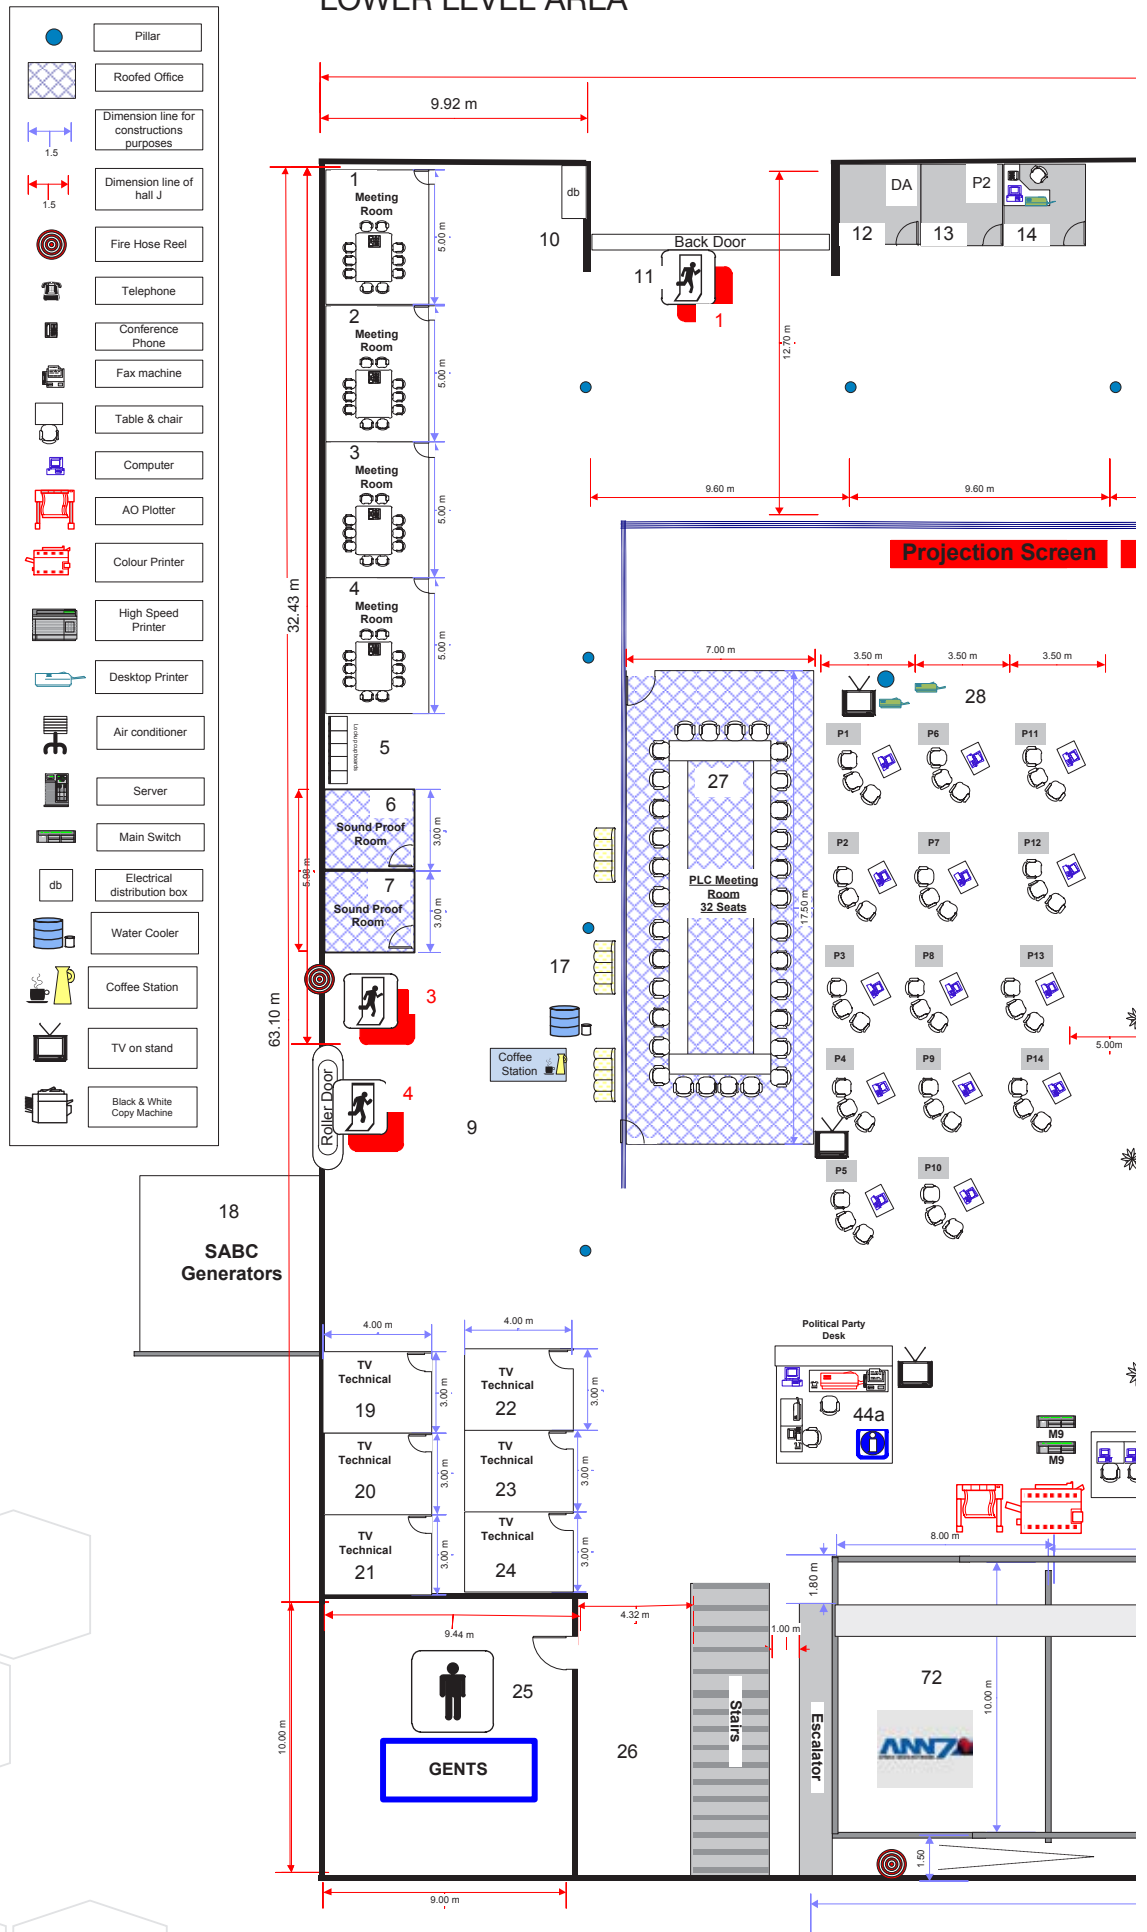 LOWER LEVEL AREA
Pillar
Roofed Office
Dimension line for
constructions
purposes
1.5
Dimension line of
hall J
1.5
Fire Hose Reel
Telephone
Conference
Phone
Fax machine
Table & chair
Computer
AO Plotter
Colour Printer
High Speed
Printer
Desktop Printer
Air conditioner
Server
Main Switch
db
Electrical
distribution box
Water Cooler
Coffee Station
TV on stand
Black & White
Copy Machine
9.92 m
1
Meeting
Room
5.00 m
db
10
Back Door
11
1
DA
12
P2
13
14
12.70 m
2
Meeting
Room
5.00 m
3
Meeting
Room
5.00 m
9.60 m
9.60 m
Projection Screen
32.43 m
4
Meeting
Room
5.00 m
7.00 m
3.50 m
3.50 m
3.50 m
28
5
6
Sound Proof
Room
3.00 m
7
Sound Proof
Room
3.00 m
5.98 m
27
PLC Meeting
Room
32 Seats
17.50 m
P1
P6
P11
P2
P7
P12
P3
P8
P13
P4
P9
P14
P5
P10
5.00m
63.10 m
3
17
Coffee
Station
Roller Door
4
9
18
SABC
Generators
4.00 m
4.00 m
TV
Technical
19
3.00 m
TV
Technical
22
3.00 m
TV
Technical
20
3.00 m
TV
Technical
23
3.00 m
TV
Technical
21
3.00 m
TV
Technical
24
3.00 m
Political Party
Desk
44a
M9
M9
8.00 m
1.80 m
9.44 m
4.32 m
1.00 m
10.00 m
25
GENTS
26
Stairs
Escalator
72
10.00 m
ANN7
1.50
9.00 m